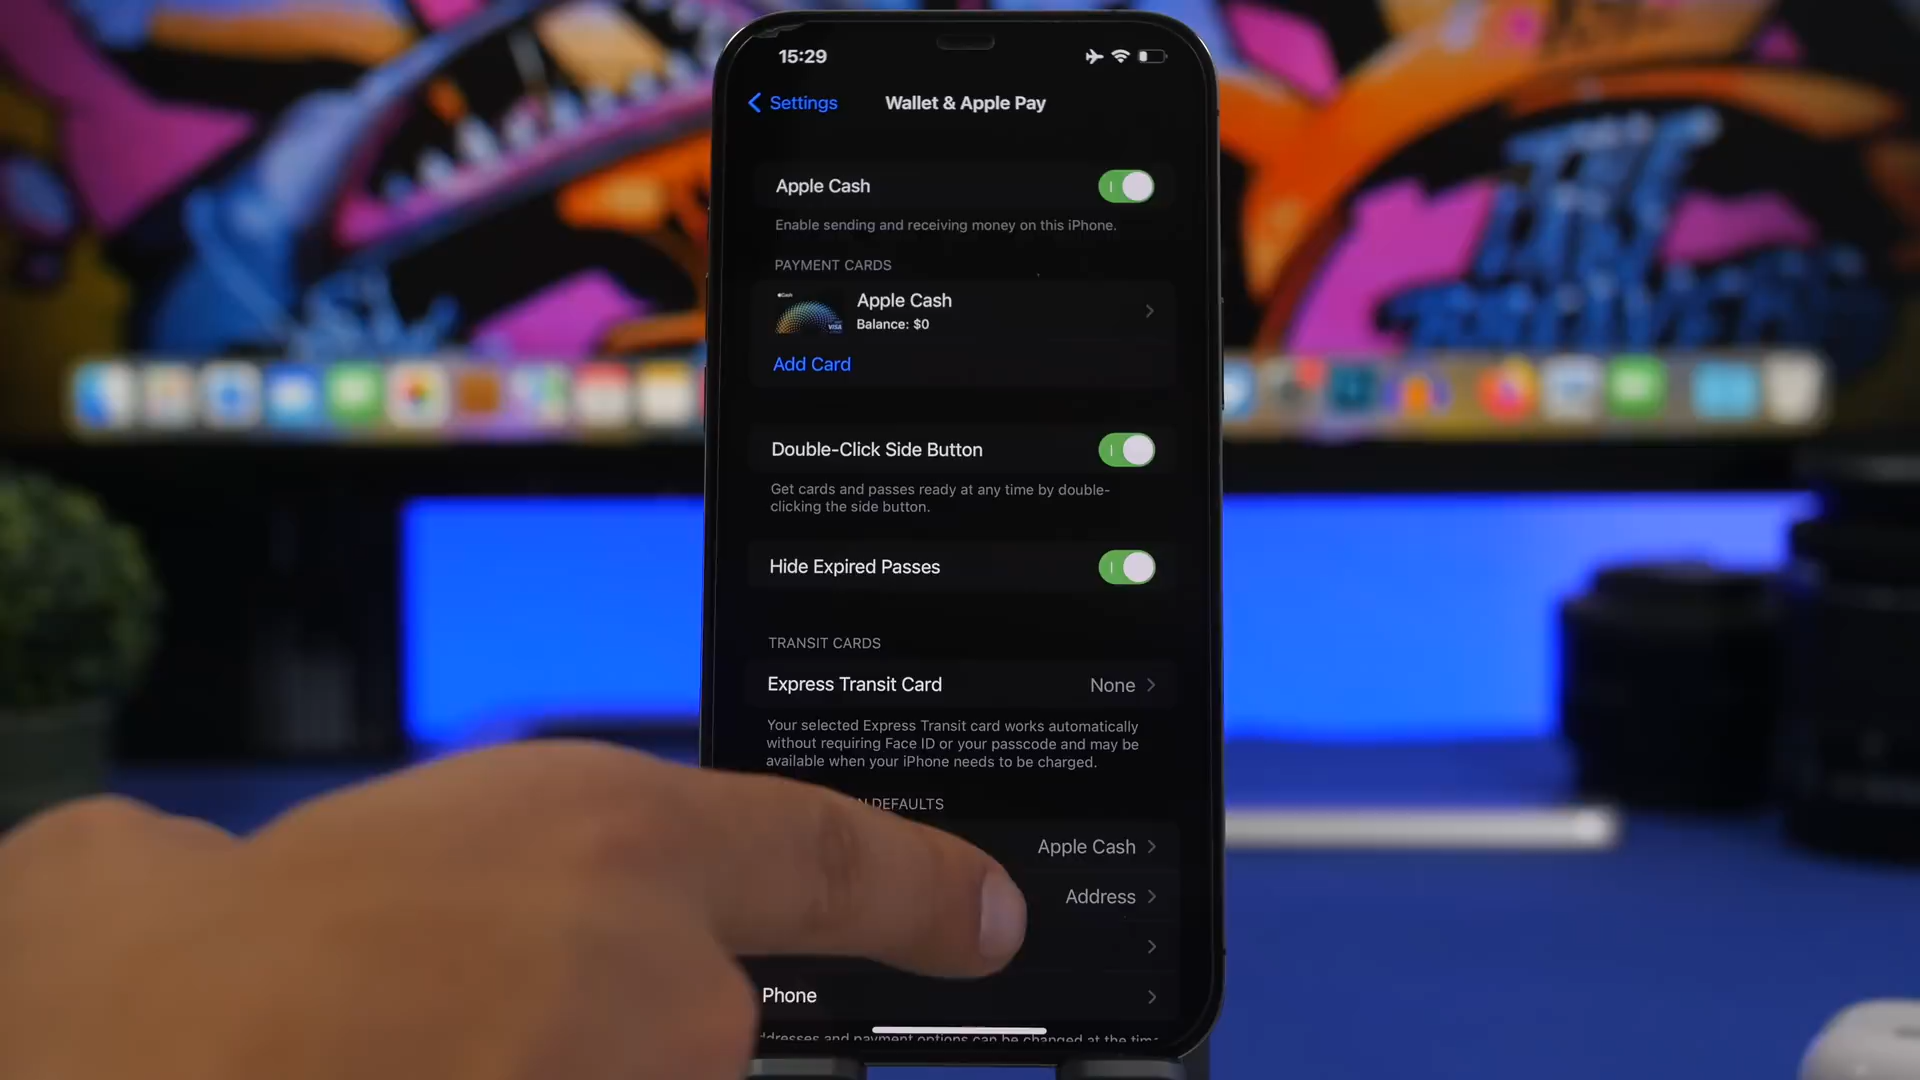 15:29
Settings
Wallet & Apple Pay
Apple Cash
Enable sending and receiving money on this iPhone.
PAYMENT CARDS
Cash
VISA
Apple Cash
Balance: $0
Add Card
Double-Click Side Button
Get cards and passes ready at any time by double-
clicking the side button.
Hide Expired Passes
TRANSIT CARDS
Express Transit Card
None
Your selected Express Transit card works automatically
without requiring Face ID or your passcode and may be
available when your iPhone needs to be charged.
DEFAULTS
Apple Cash
Address
Phone
and payment options can be changed at the